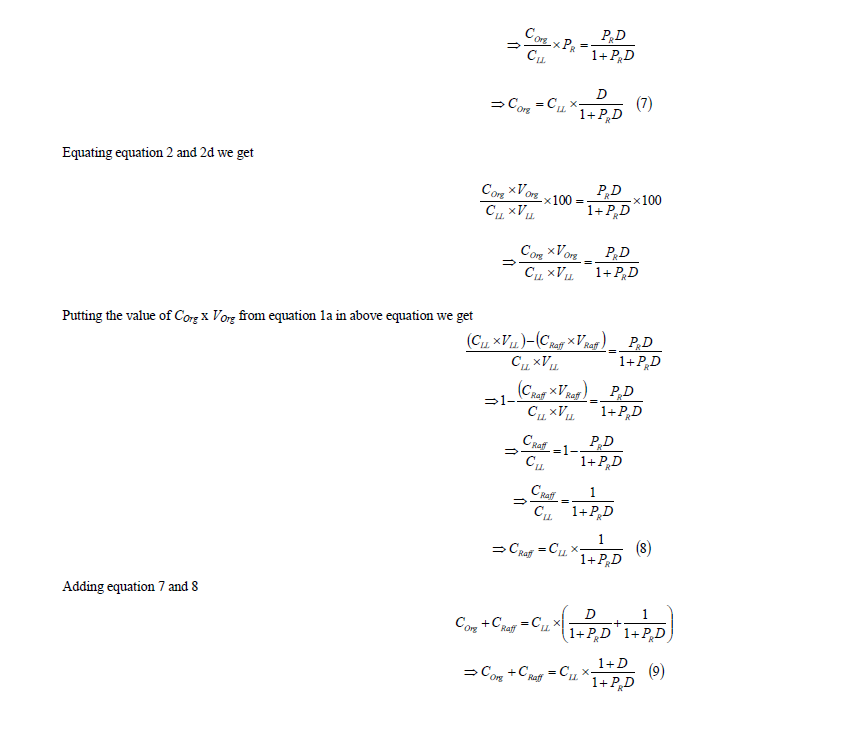 ⇒ C_Org / C_LL × P_R = P_R D / 1 + P_R D
⇒ C_Org = C_LL × D / 1 + P_R D (7)
Equating equation 2 and 2d we get
C_Org × V_Org / C_LL × V_LL × 100 = P_R D / 1 + P_R D × 100
⇒ C_Org × V_Org / C_LL × V_LL = P_R D / 1 + P_R D
Putting the value of C_Org x V_Org from equation 1a in above equation we get
(C_LL × V_LL) − (C_Raff × V_Raff) / C_LL × V_LL = P_R D / 1 + P_R D
⇒ 1 − (C_Raff × V_Raff) / C_LL × V_LL = P_R D / 1 + P_R D
⇒ C_Raff / C_LL = 1 − P_R D / 1 + P_R D
⇒ C_Raff / C_LL = 1 / 1 + P_R D
⇒ C_Raff = C_LL × 1 / 1 + P_R D (8)
Adding equation 7 and 8
C_Org + C_Raff = C_LL × (D / 1 + P_R D + 1 / 1 + P_R D)
⇒ C_Org + C_Raff = C_LL × 1 + D / 1 + P_R D (9)